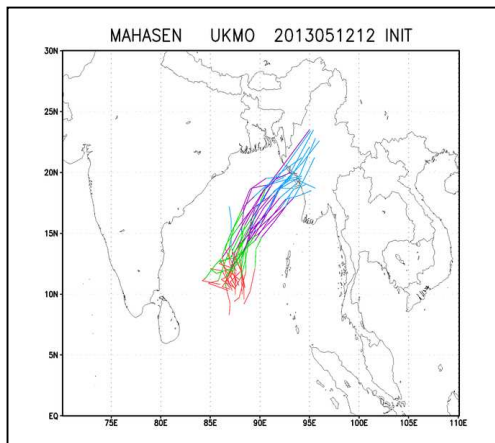 MAHASEN UKMO 2013051212 INIT
30N
25N
20N
15N
10N
5N
EQ
75E 80E 85E 90E 95E 100E 105E 110E